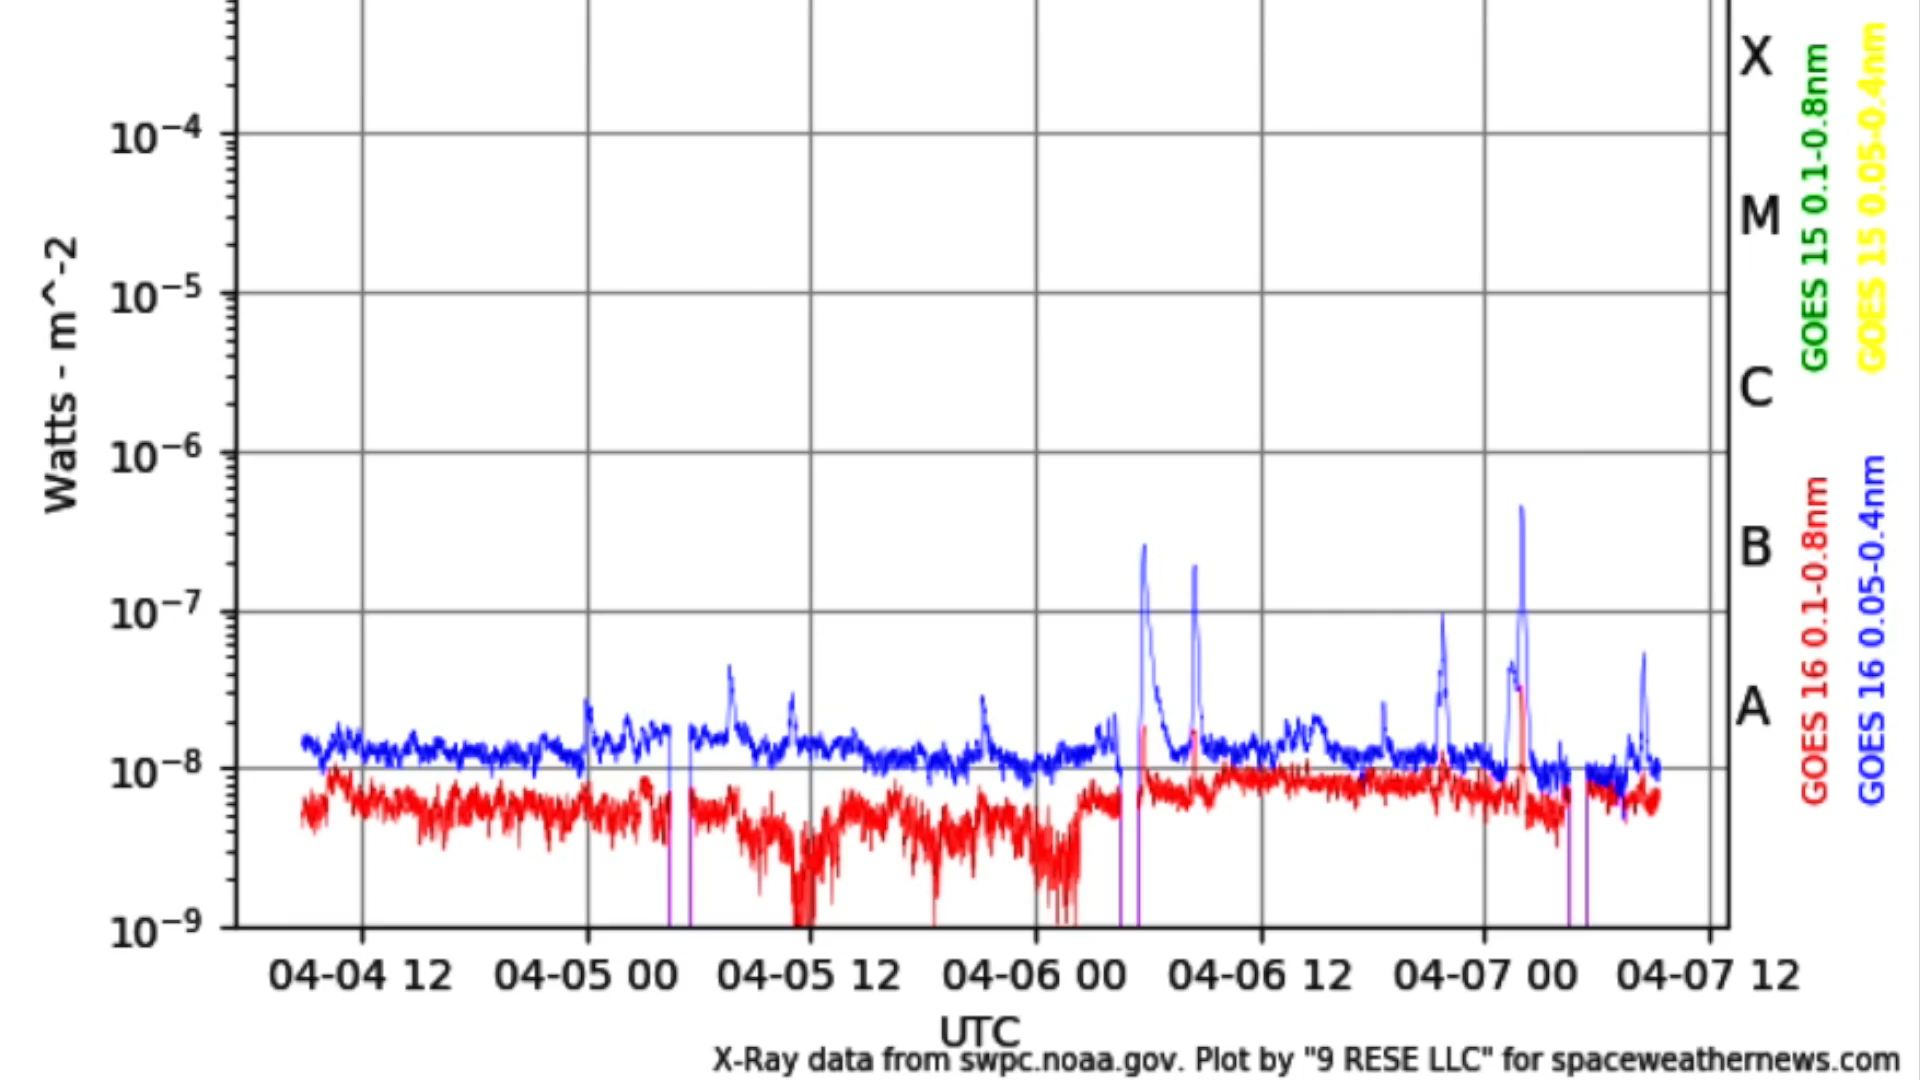 Watts - m^-2
10⁻⁴
10⁻⁵
10⁻⁶
10⁻⁷
10⁻⁸
10⁻⁹
X
M
C
B
A
GOES 15 0.1-0.8nm
GOES 15 0.05-0.4nm
GOES 16 0.1-0.8nm
GOES 16 0.05-0.4nm
04-04 12
04-05 00
04-05 12
04-06 00
04-06 12
04-07 00
04-07 12
UTC
X-Ray data from swpc.noaa.gov. Plot by "9 RESE LLC" for spaceweathernews.com